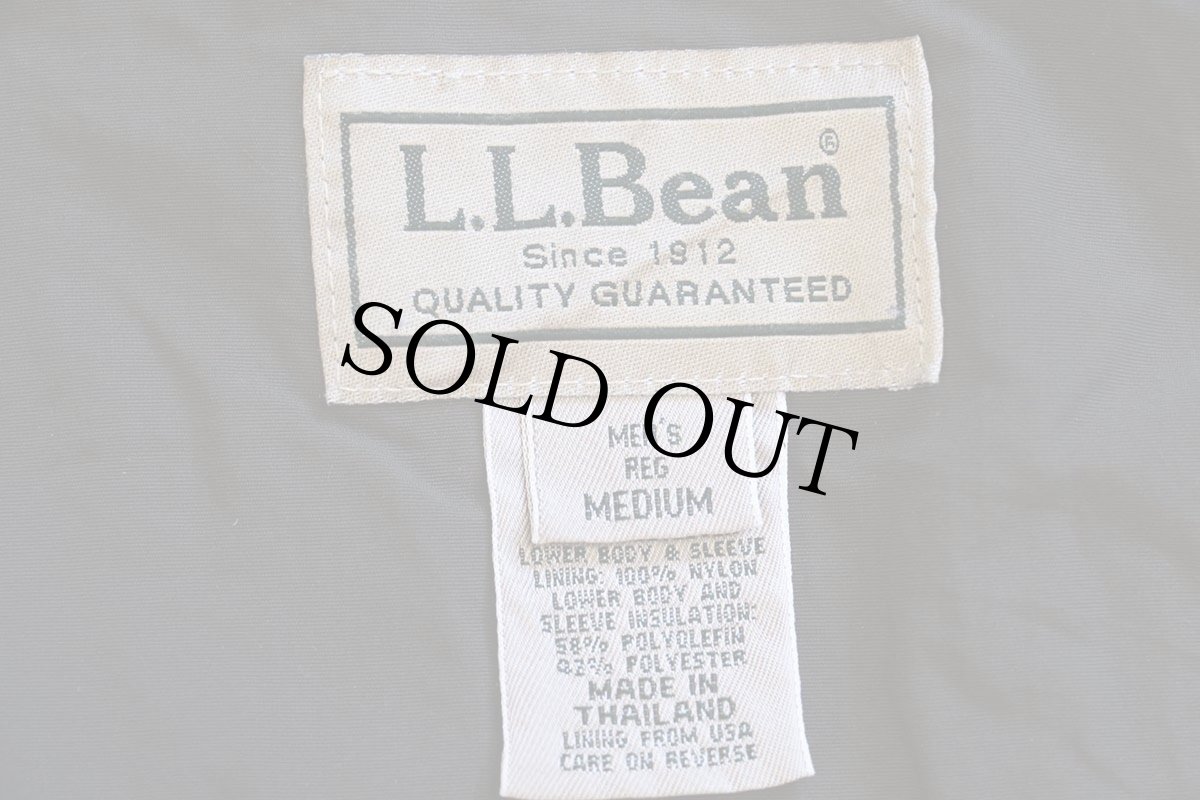 L.L.Bean®
Since 1912
QUALITY GUARANTEED
SOLD OUT
MEN'S
REG
MEDIUM
LOWER BODY & SLEEVE
LINING: 100% NYLON
LOWER BODY AND
SLEEVE INSULATION:
58% POLYOLEFIN
42% POLYESTER
MADE IN
THAILAND
LINING FROM USA
CARE ON REVERSE